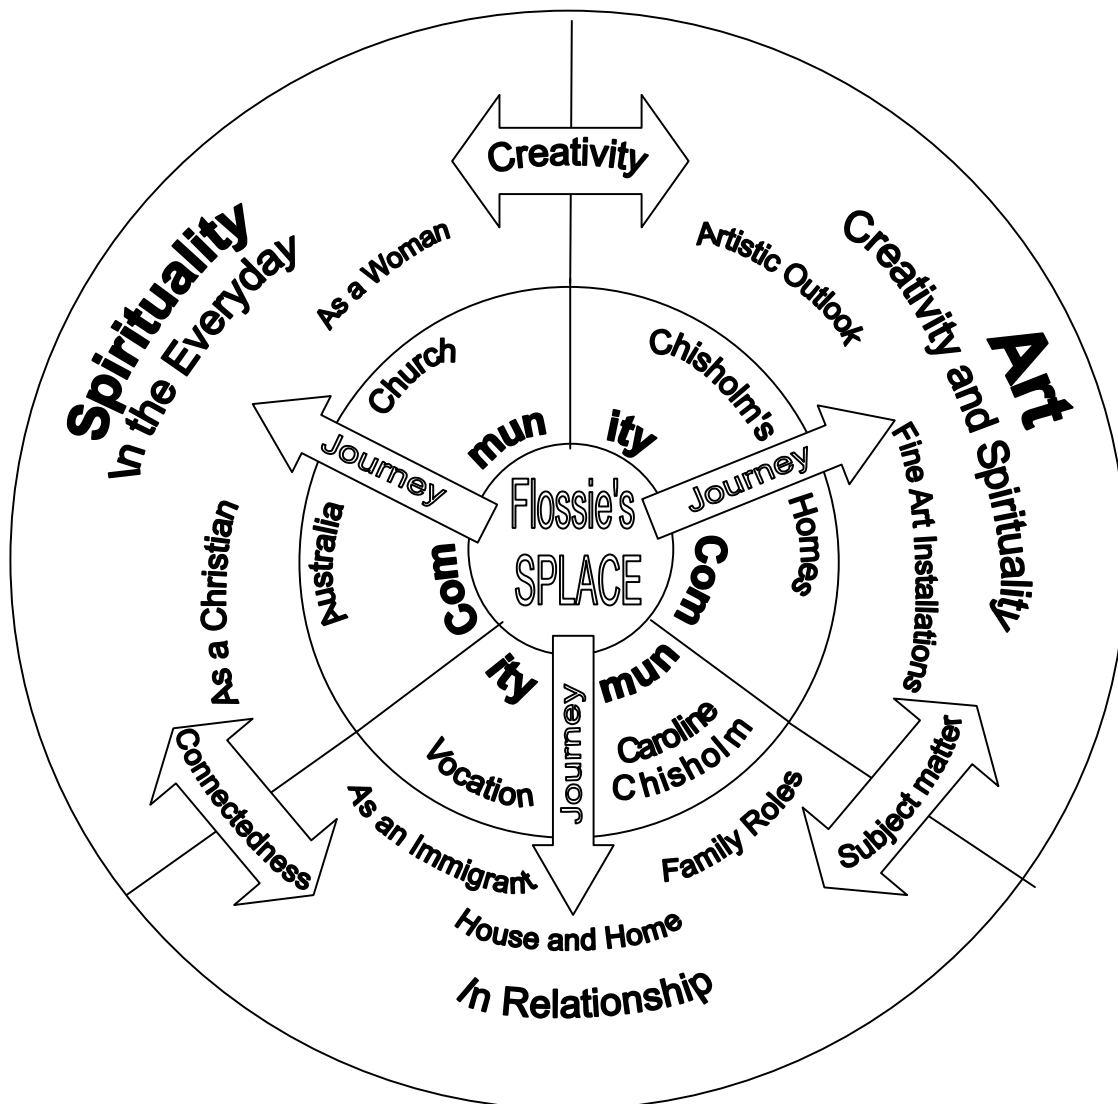 Creativity
Spirituality
In the Everyday
As a Woman
As a Christian
Artistic Outlook
Creativity and Spirituality
Art
Fine Art Installations
Church
Australia
Chisholm's
Homes
Journey
Journey
Com
mun
ity
Com
mun
ity
Flossie's
SPLACE
Journey
Vocation
Caroline
Chisholm
Connectedness
Subject matter
As an Immigrant
Family Roles
House and Home
In Relationship